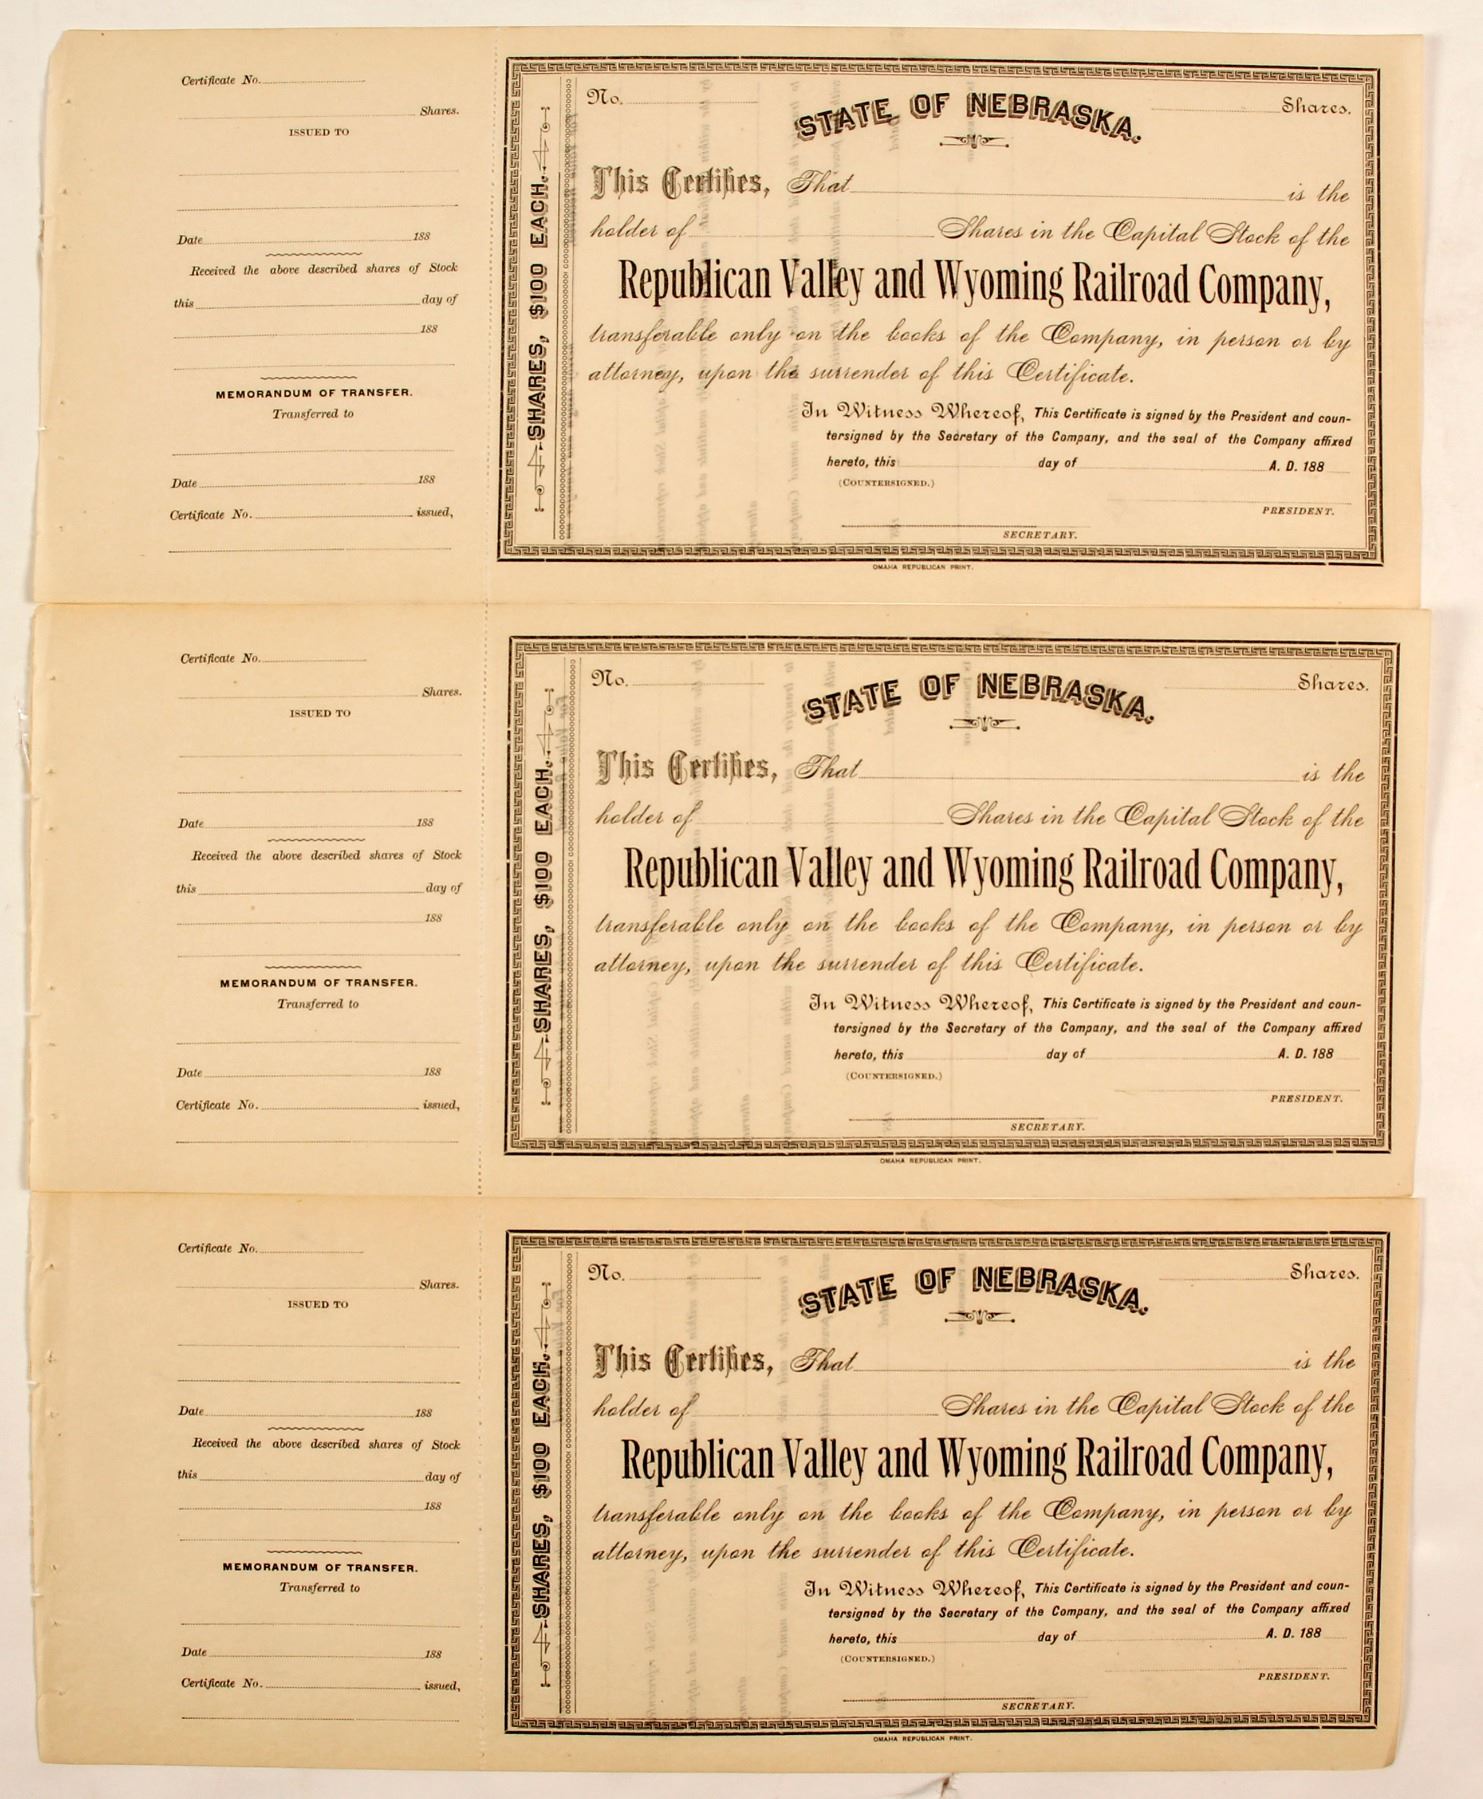 Certificate No.
Shares.
ISSUED TO
Date 188
Received the above described shares of Stock
this day of
188
MEMORANDUM OF TRANSFER.
Transferred to
Date 188
Certificate No. issued,
SHARES, $100 EACH.
No. Shares.
STATE OF NEBRASKA.
This Certifies, That is the
holder of Shares in the Capital Stock of the
Republican Valley and Wyoming Railroad Company,
transferable only on the books of the Company, in person or by
attorney, upon the surrender of this Certificate.
In Witness Whereof, This Certificate is signed by the President and coun-
tersigned by the Secretary of the Company, and the seal of the Company affixed
hereto, this day of A. D. 188
(COUNTERSIGNED.)
PRESIDENT.
SECRETARY.
OMAHA REPUBLICAN PRINT.
Certificate No.
Shares.
ISSUED TO
Date 188
Received the above described shares of Stock
this day of
188
MEMORANDUM OF TRANSFER.
Transferred to
Date 188
Certificate No. issued,
SHARES, $100 EACH.
No. Shares.
STATE OF NEBRASKA.
This Certifies, That is the
holder of Shares in the Capital Stock of the
Republican Valley and Wyoming Railroad Company,
transferable only on the books of the Company, in person or by
attorney, upon the surrender of this Certificate.
In Witness Whereof, This Certificate is signed by the President and coun-
tersigned by the Secretary of the Company, and the seal of the Company affixed
hereto, this day of A. D. 188
(COUNTERSIGNED.)
PRESIDENT.
SECRETARY.
OMAHA REPUBLICAN PRINT.
Certificate No.
Shares.
ISSUED TO
Date 188
Received the above described shares of Stock
this day of
188
MEMORANDUM OF TRANSFER.
Transferred to
Date 188
Certificate No. issued,
SHARES, $100 EACH.
No. Shares.
STATE OF NEBRASKA.
This Certifies, That is the
holder of Shares in the Capital Stock of the
Republican Valley and Wyoming Railroad Company,
transferable only on the books of the Company, in person or by
attorney, upon the surrender of this Certificate.
In Witness Whereof, This Certificate is signed by the President and coun-
tersigned by the Secretary of the Company, and the seal of the Company affixed
hereto, this day of A. D. 188
(COUNTERSIGNED.)
PRESIDENT.
SECRETARY.
OMAHA REPUBLICAN PRINT.